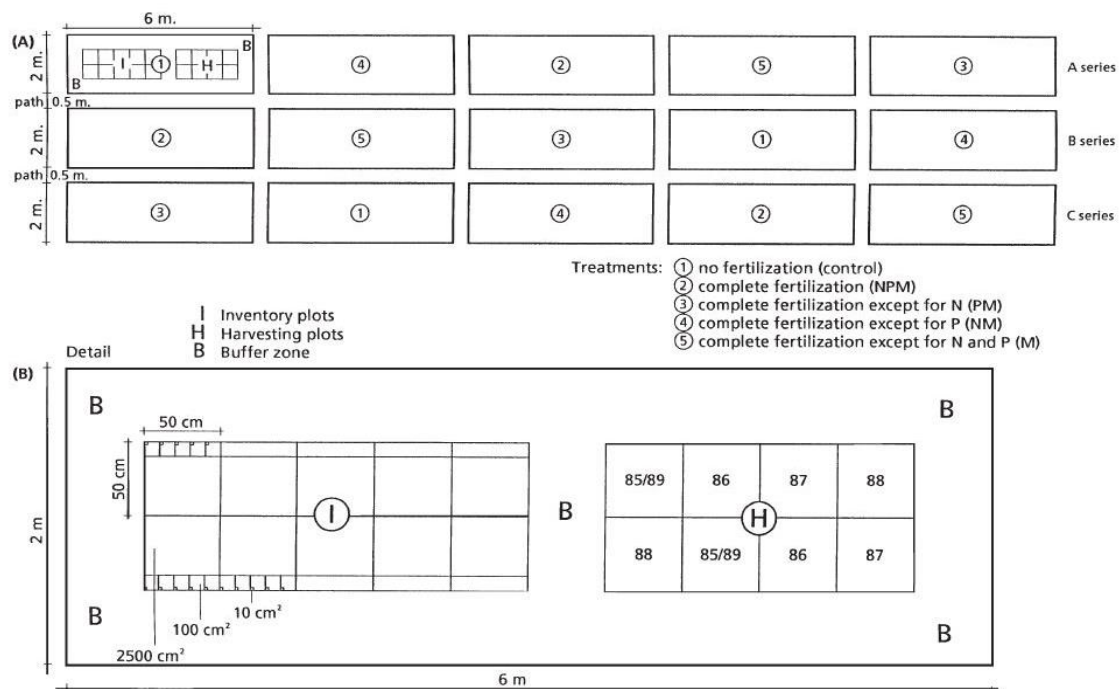 6 m.
(A)
2 m.
I ① H
B
B
④
②
⑤
③
A series
path 0.5 m.
2 m.
②
⑤
③
①
④
B series
path 0.5 m.
2 m.
③
①
④
②
⑤
C series
Treatments: ① no fertilization (control)
② complete fertilization (NPM)
③ complete fertilization except for N (PM)
④ complete fertilization except for P (NM)
⑤ complete fertilization except for N and P (M)
I Inventory plots
H Harvesting plots
B Buffer zone
Detail
(B)
B
B
50 cm
50 cm
2 m
85/89 86 87 88
I
B
H
88 85/89 86 87
B
B
10 cm²
100 cm²
2500 cm²
6 m